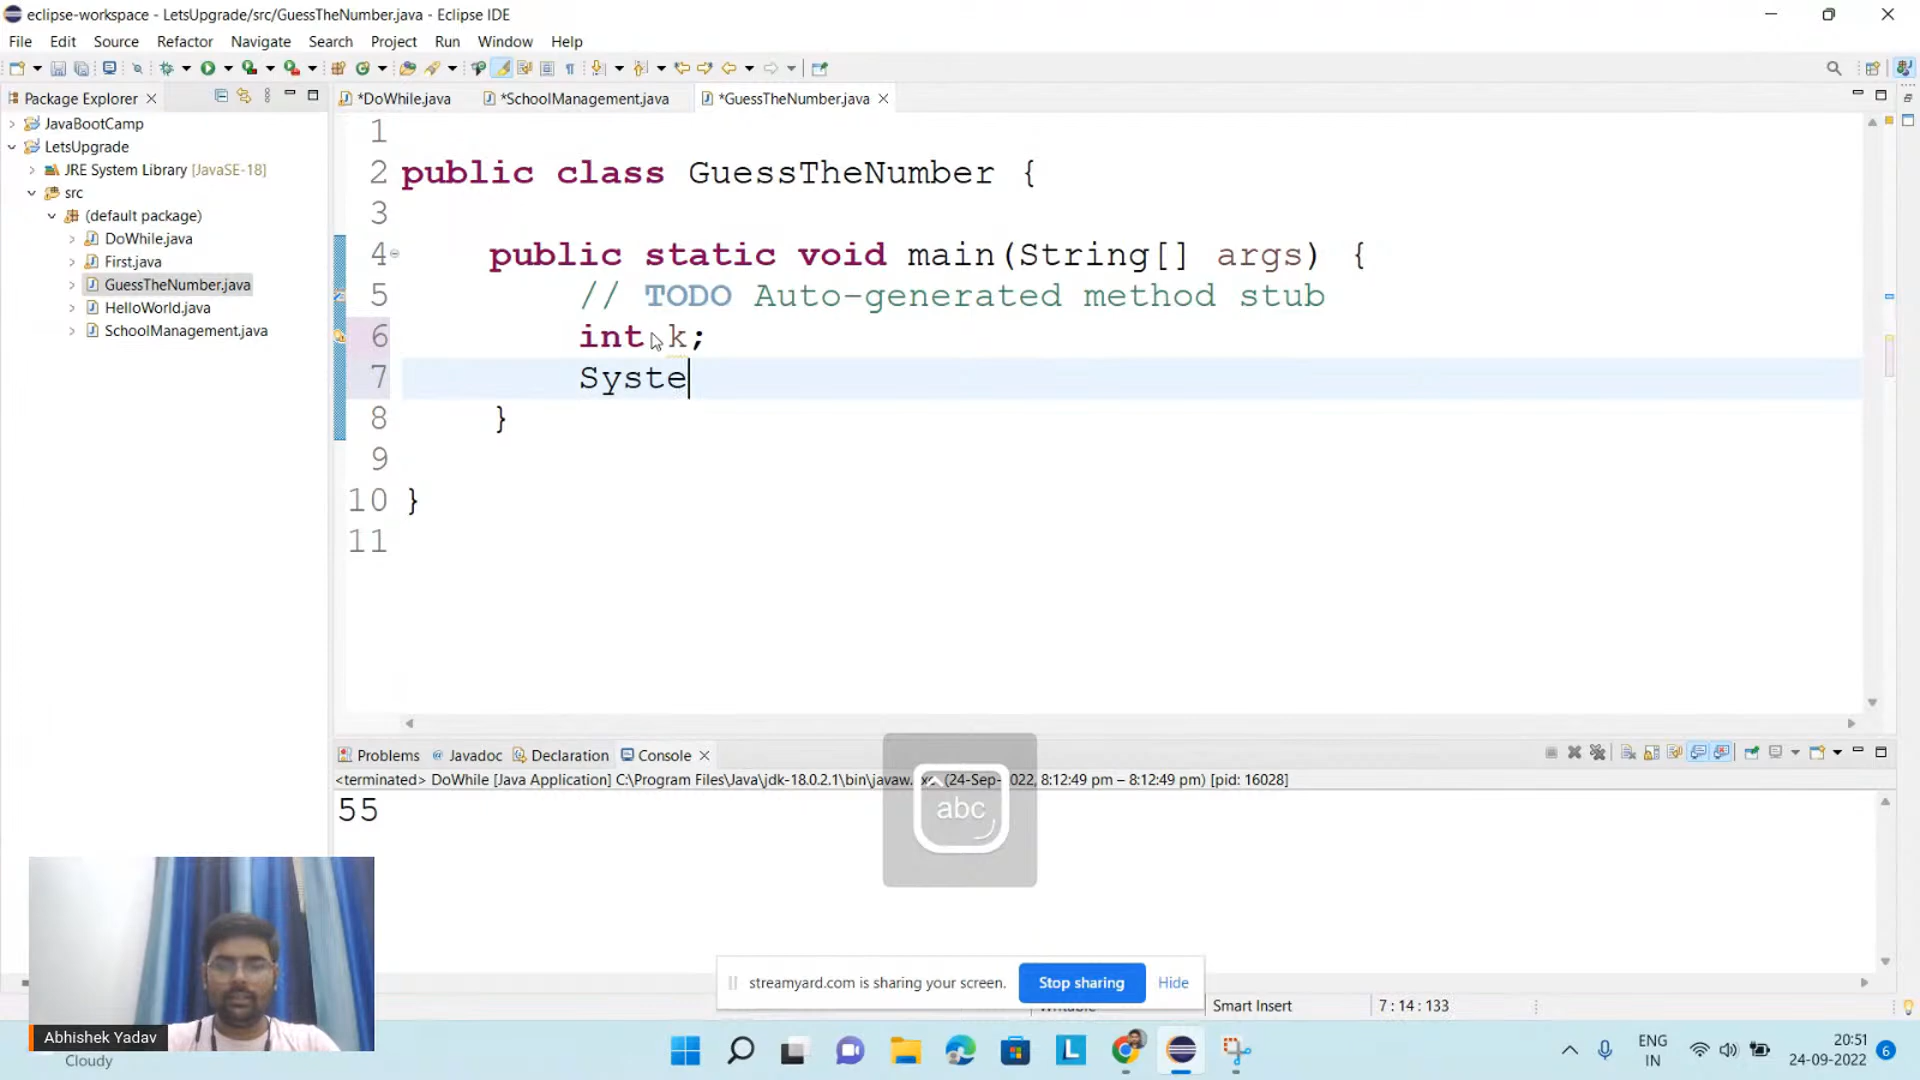 eclipse-workspace - LetsUpgrade/src/GuessTheNumber.java - Eclipse IDE
File Edit Source Refactor Navigate Search Project Run Window Help
Package Explorer
*DoWhile.java
*SchoolManagement.java
*GuessTheNumber.java
JavaBootCamp
LetsUpgrade
JRE System Library [JavaSE-18]
src
(default package)
DoWhile.java
First.java
GuessTheNumber.java
HelloWorld.java
SchoolManagement.java
1
2 public class GuessTheNumber {
3
4 public static void main(String[] args) {
5 // TODO Auto-generated method stub
6 int k;
7 Syste
8 }
9
10 }
11
Problems @ Javadoc Declaration Console
<terminated> DoWhile [Java Application] C:\Program Files\Java\jdk-18.0.2.1\bin\javaw. (24-Sep-2022, 8:12:49 pm – 8:12:49 pm) [pid: 16028]
55
abc
streamyard.com is sharing your screen. Stop sharing Hide
Smart Insert 7 : 14 : 133
Abhishek Yadav
Cloudy
L
ENG
IN
20:51
24-09-2022
6